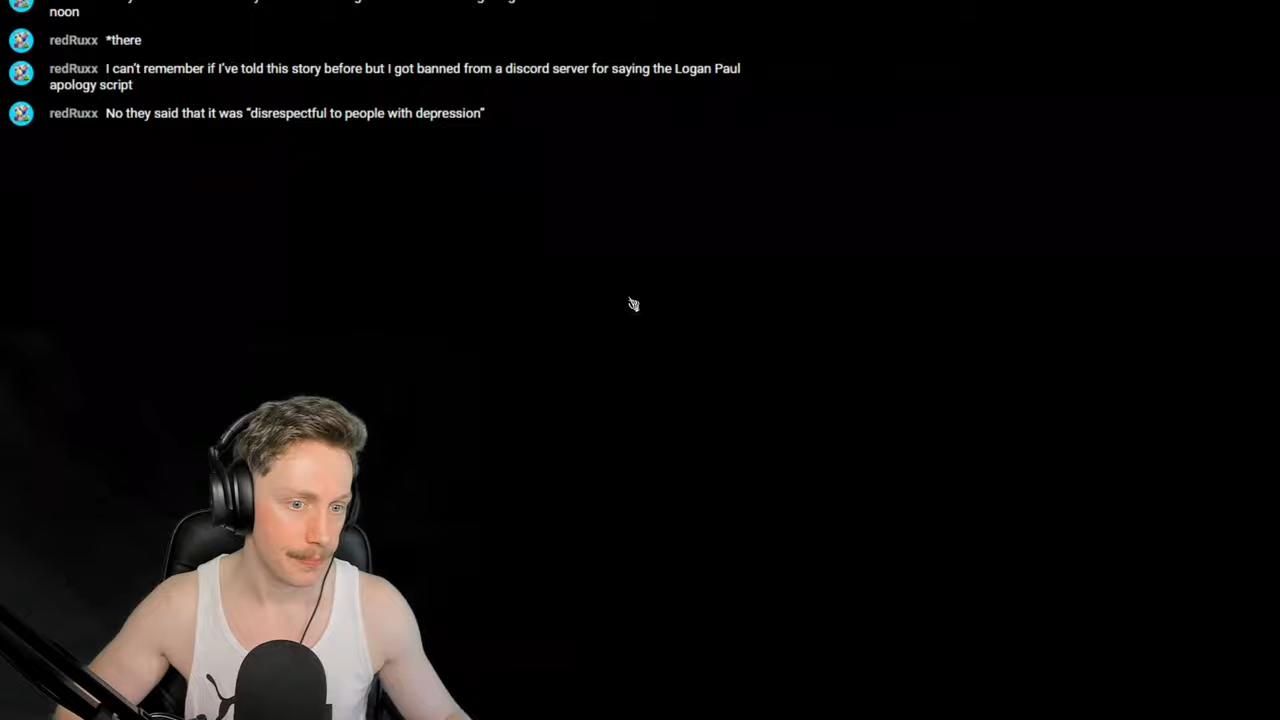 noon
redRuxx *there
redRuxx I can't remember if I've told this story before but I got banned from a discord server for saying the Logan Paul
apology script
redRuxx No they said that it was "disrespectful to people with depression"